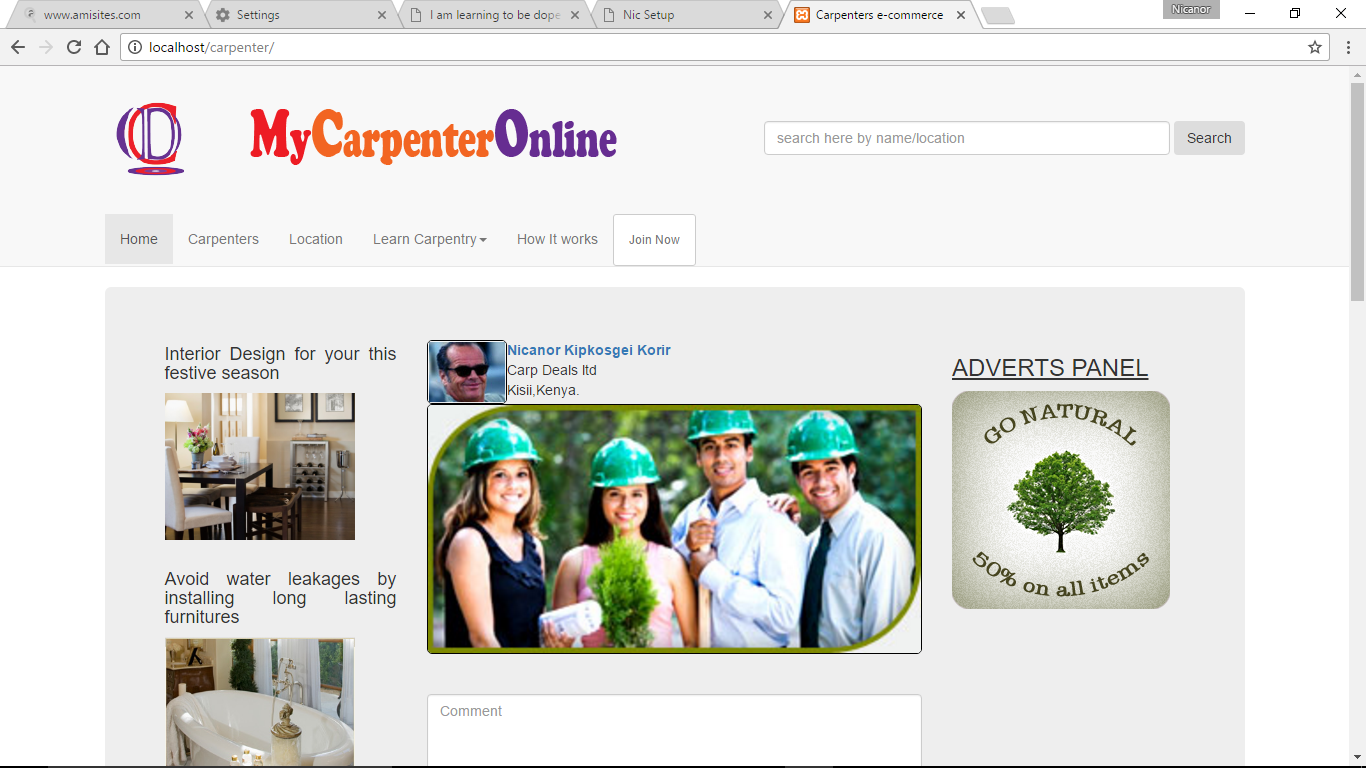 www.amisites.com
Settings
I am learning to be dope
Nic Setup
Carpenters e-commerce
Nicanor
localhost/carpenter/
CD
MyCarpenterOnline
search here by name/location
Search
Home
Carpenters
Location
Learn Carpentry
How It works
Join Now
Interior Design for your this
festive season
Avoid water leakages by
installing long lasting
furnitures
Nicanor Kipkosgei Korir
Carp Deals ltd
Kisii,Kenya.
Comment
ADVERTS PANEL
GO NATURAL
50% on all items